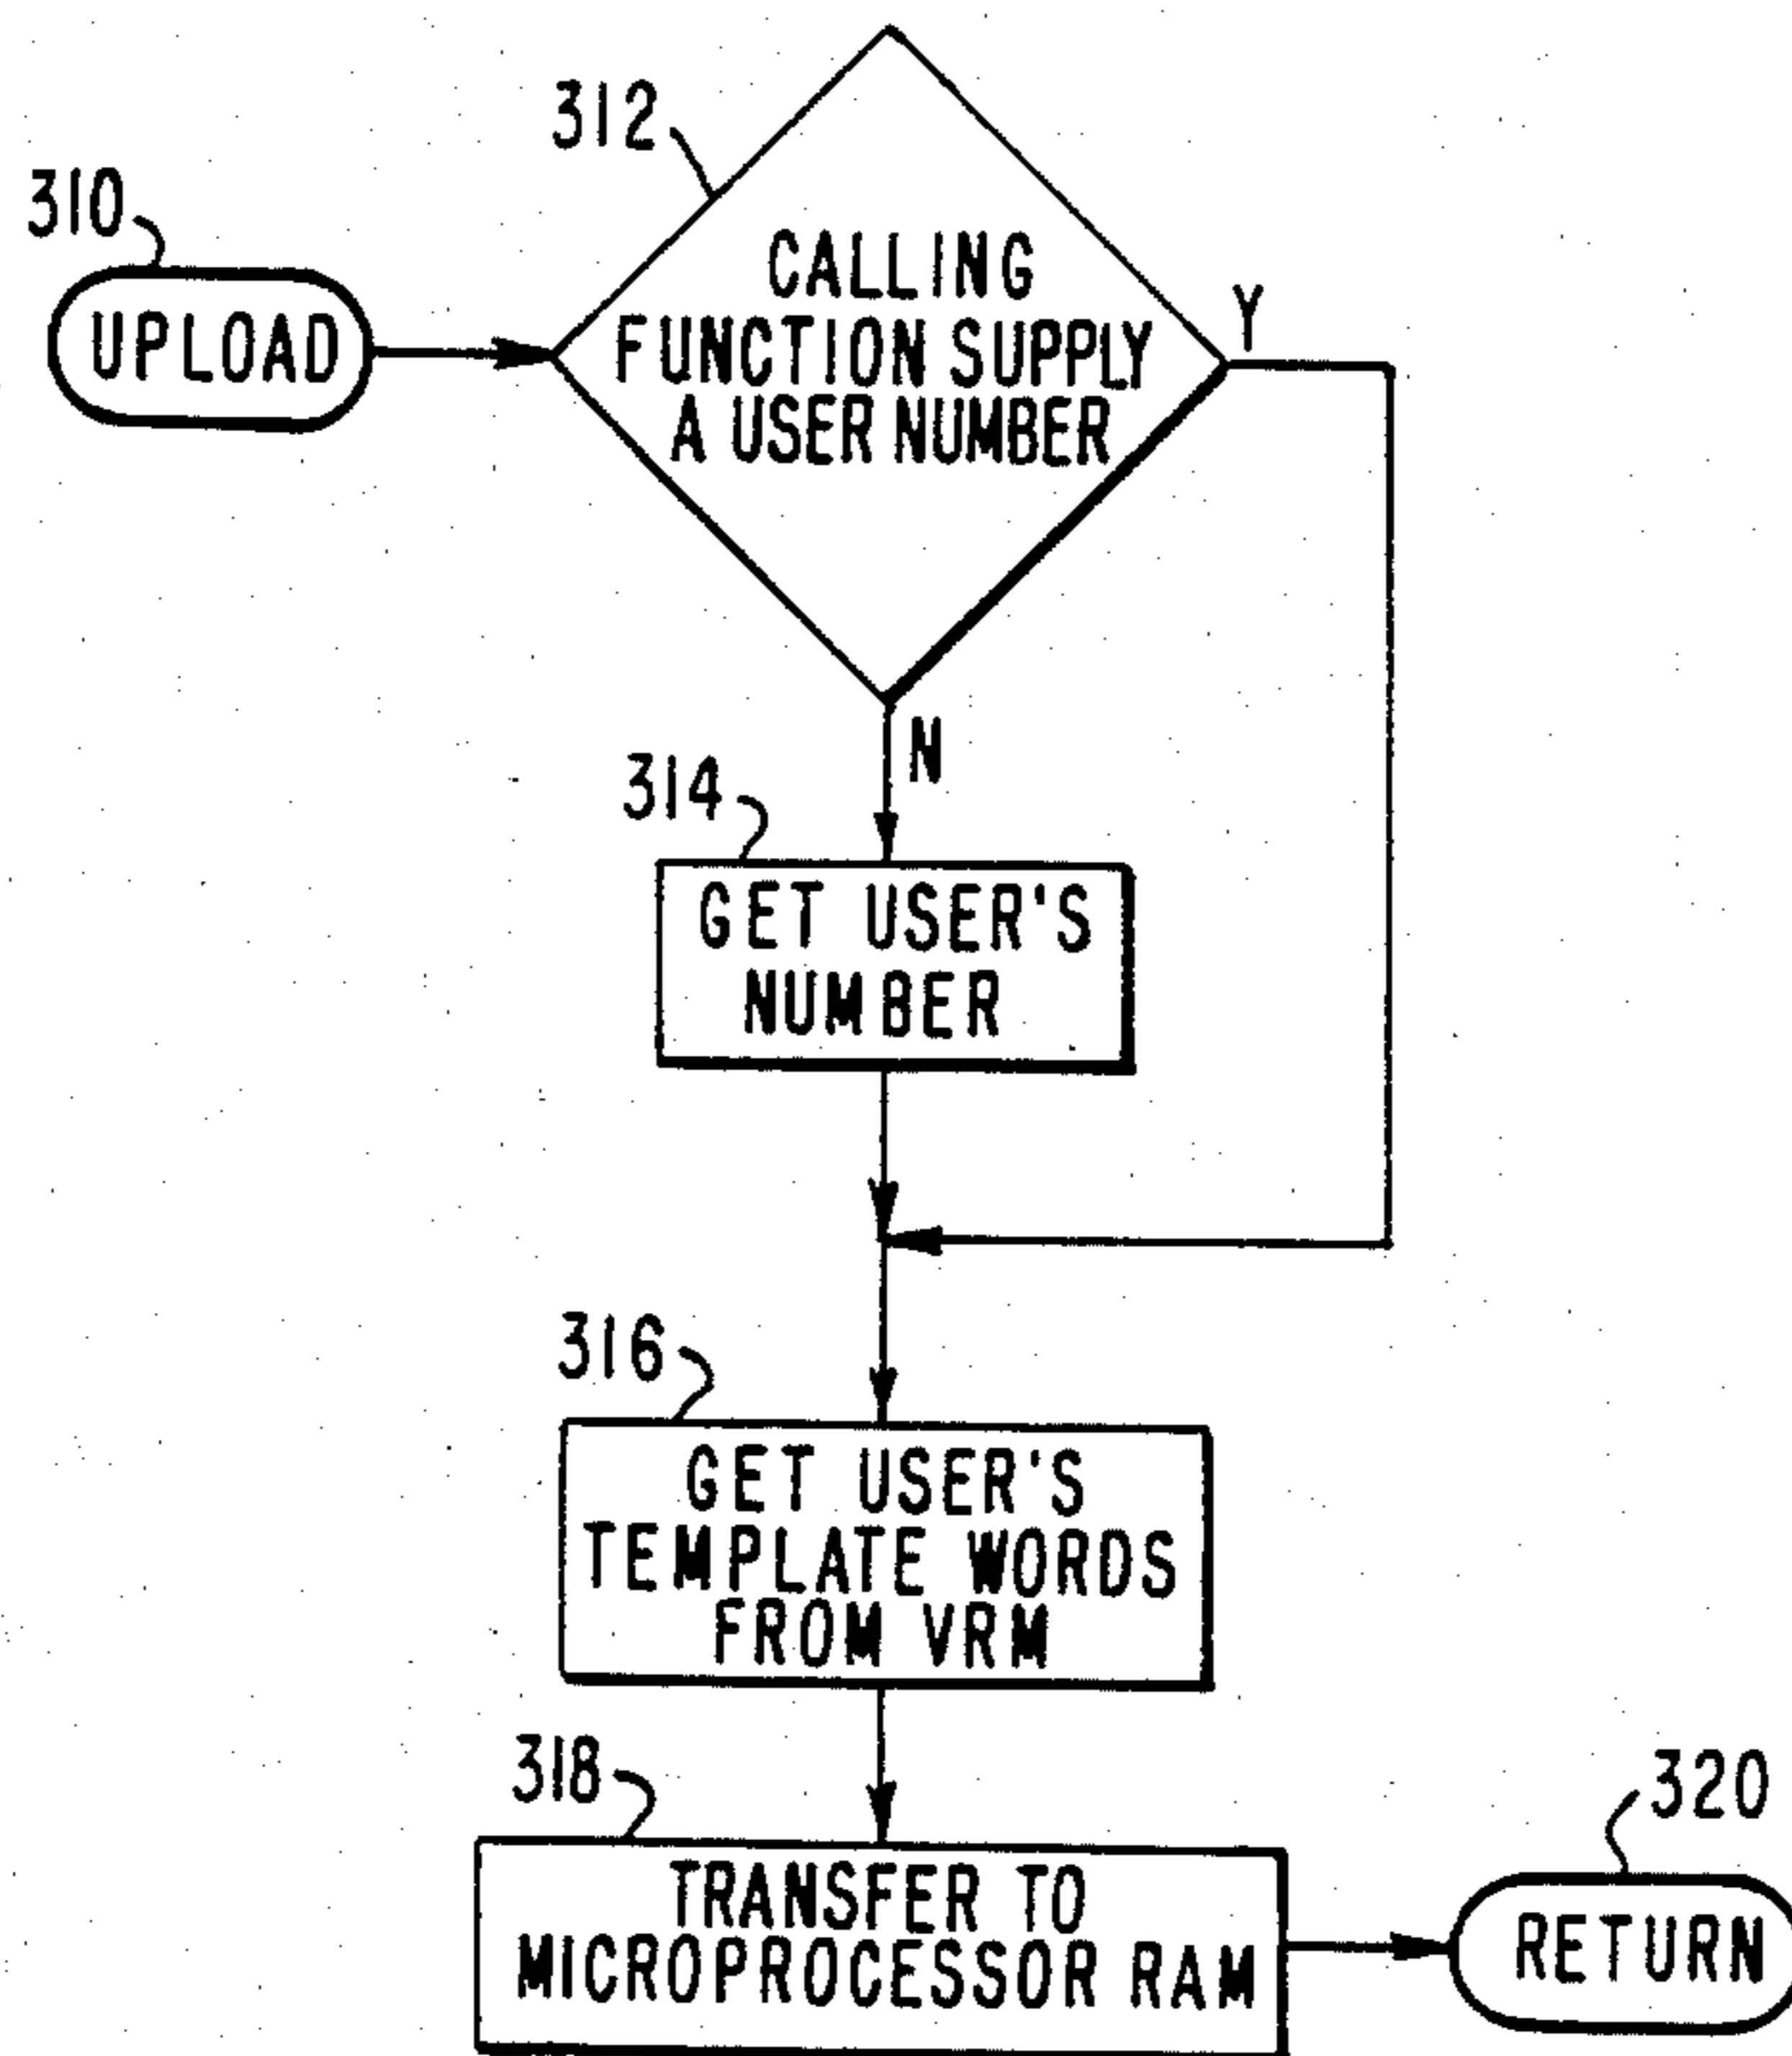 310
UPLOAD
312
CALLING
FUNCTION SUPPLY
A USER NUMBER
Y
N
314
GET USER'S
NUMBER
316
GET USER'S
TEMPLATE WORDS
FROM VRM
318
TRANSFER TO
MICROPROCESSOR RAM
320
RETURN